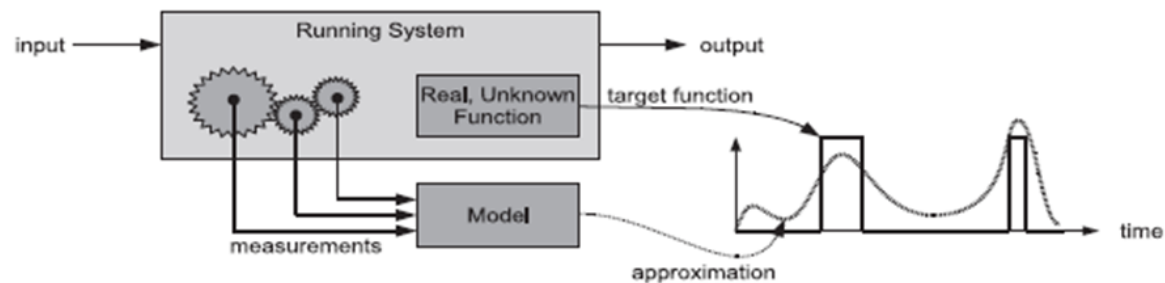 Running System
input
output
Real, Unknown
Function
target function
Model
measurements
approximation
time